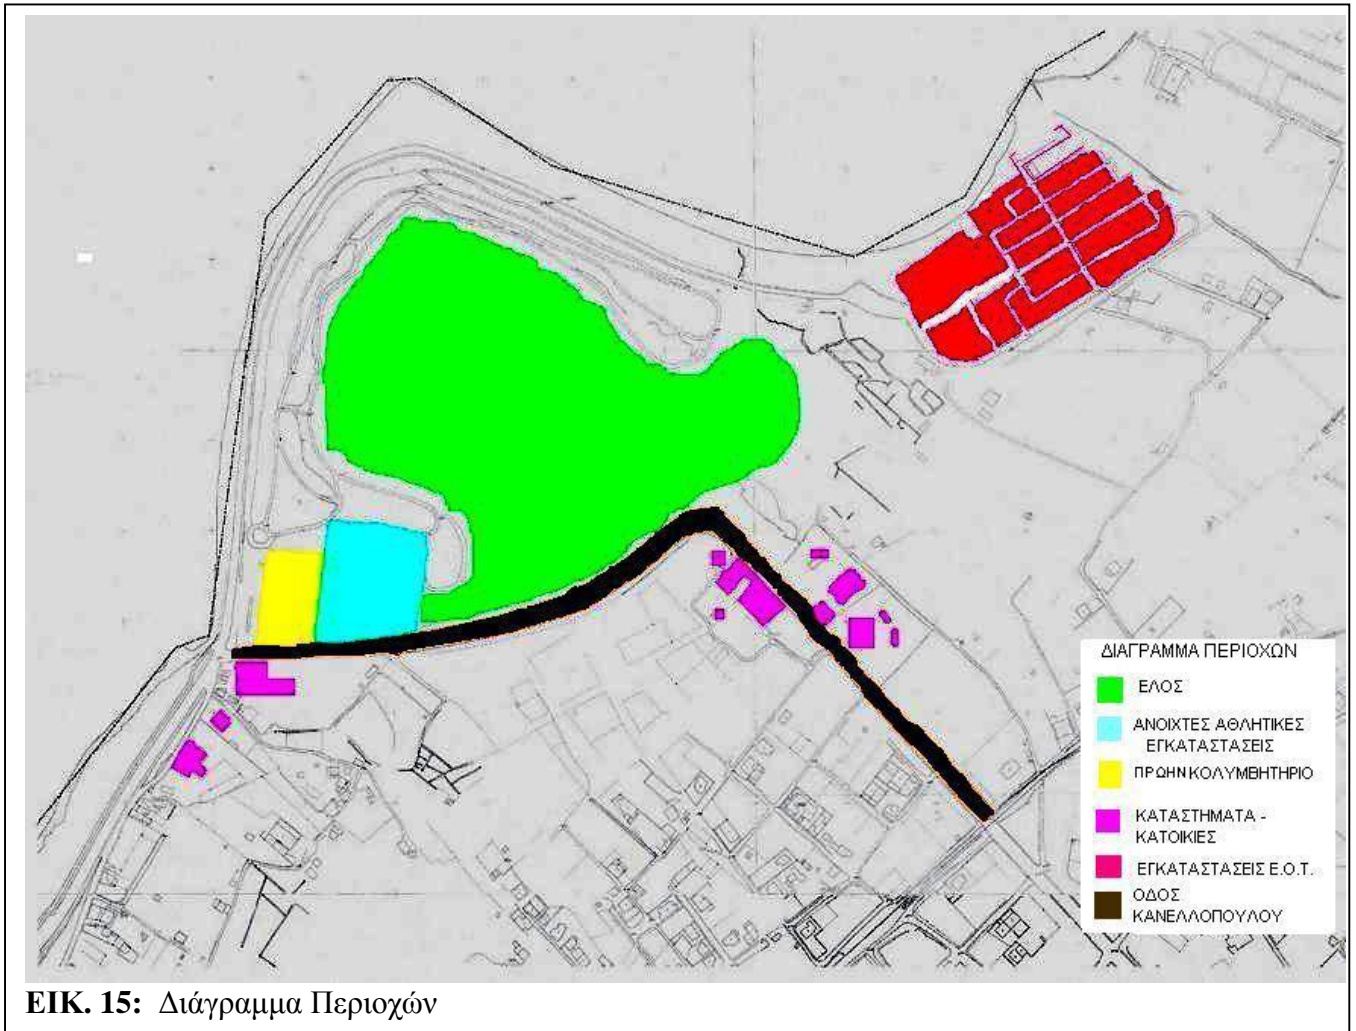 ΔΙΑΓΡΑΜΜΑ ΠΕΡΙΟΧΩΝ
ΕΛΟΣ
ΑΝΟΙΧΤΕΣ ΑΘΛΗΤΙΚΕΣ
ΕΓΚΑΤΑΣΤΑΣΕΙΣ
ΠΡΩΗΝ ΚΟΛΥΜΒΗΤΗΡΙΟ
ΚΑΤΑΣΤΗΜΑΤΑ -
ΚΑΤΟΙΚΙΕΣ
ΕΓΚΑΤΑΣΤΑΣΕΙΣ Ε.Ο.Τ.
ΟΔΟΣ
ΚΑΝΕΛΛΟΠΟΥΛΟΥ
ΕΙΚ. 15: Διάγραμμα Περιοχών